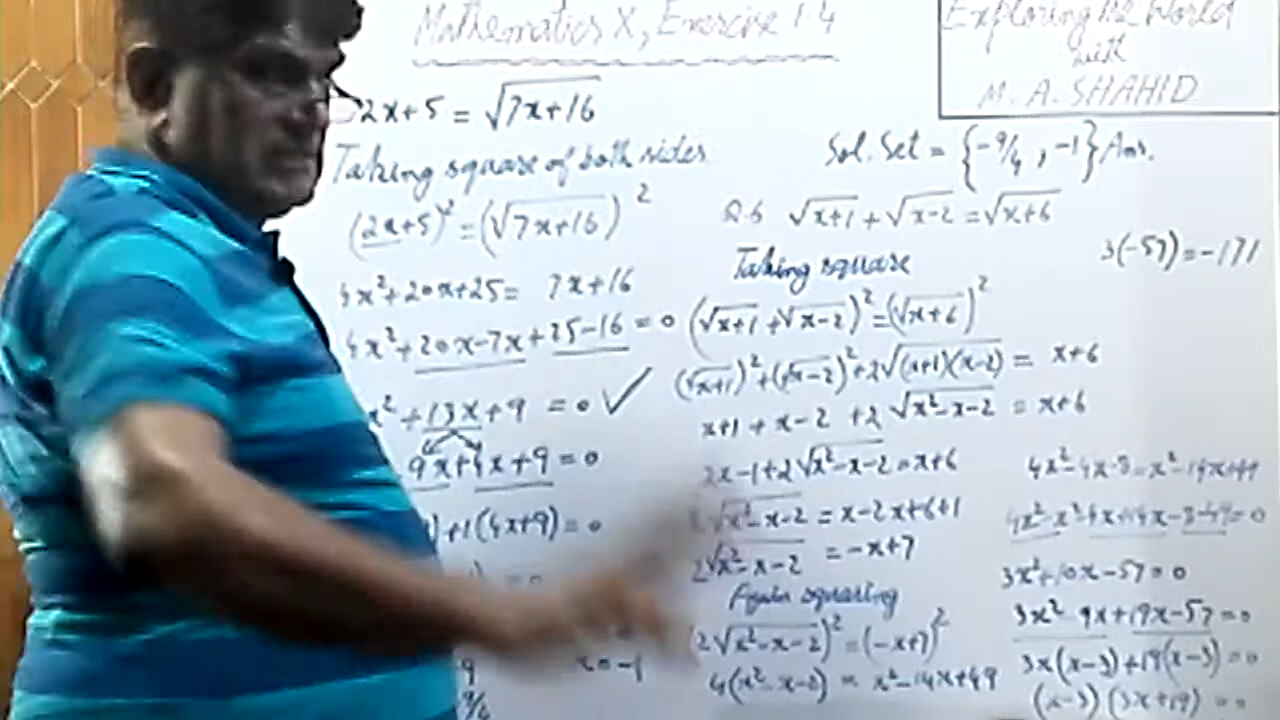 Mathematics X, Exercise 1.4
Exploring the World
with
M. A. SHAHID
2x+5 = √(7x+16)
Taking square of both sides
(2x+5)² = (√(7x+16))²
4x²+20x+25 = 7x+16
4x²+20x-7x+25-16 = 0
x²+13x+9 = 0 ✓
9x+4x+9 = 0
)+1(4x+9) = 0
= 0
x = -1
-9
-9/4
Sol. Set = {-9/4, -1} Ans.
Q.6 √(x+1) + √(x-2) = √(x+6)
Taking square
(√(x+1) + √(x-2))² = (√(x+6))²
(√(x+1))² + (√(x-2))² + 2√((x+1)(x-2)) = x+6
x+1 + x-2 + 2√(x²-x-2) = x+6
2x-1+2√(x²-x-2) = x+6
2√(x²-x-2) = x-2x+6+1
2√(x²-x-2) = -x+7
Again squaring
(2√(x²-x-2))² = (-x+7)²
4(x²-x-2) = x²-14x+49
3(-57) = -171
4x²-4x-8 = x²-14x+49
4x²-x²-4x+14x-8-49 = 0
3x²+10x-57 = 0
3x²-9x+19x-57 = 0
3x(x-3)+19(x-3) = 0
(x-3)(3x+19) = 0